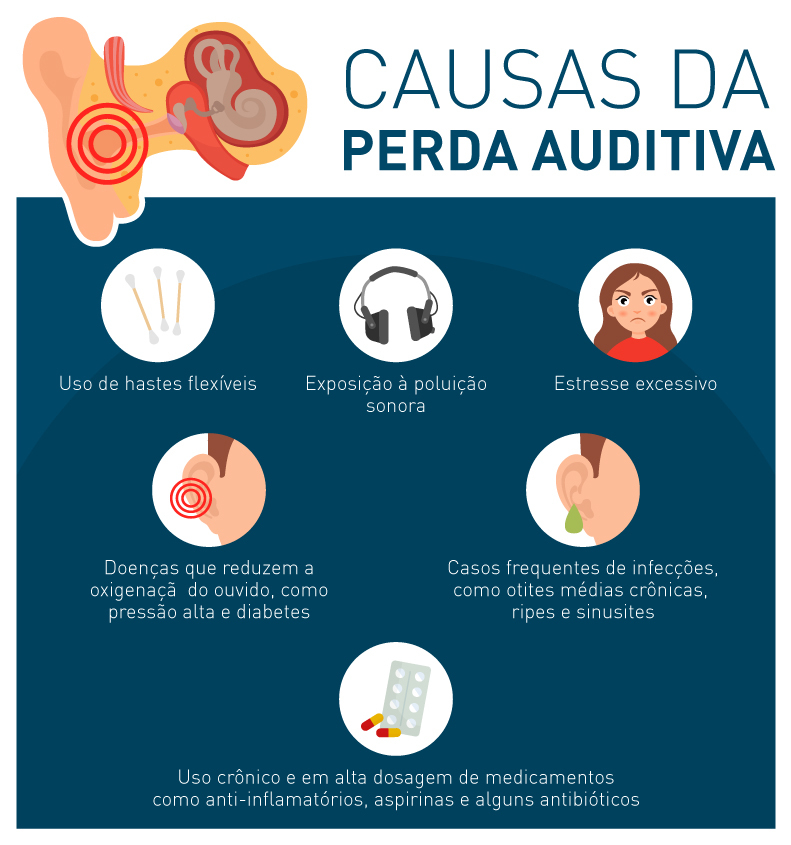 CAUSAS DA
PERDA AUDITIVA
Uso de hastes flexíveis
Exposição à poluição
sonora
Estresse excessivo
Doenças que reduzem a
oxigenaçã  do ouvido, como
pressão alta e diabetes
Casos frequentes de infecções,
como otites médias crônicas,
ripes e sinusites
Uso crônico e em alta dosagem de medicamentos
como anti-inflamatórios, aspirinas e alguns antibióticos